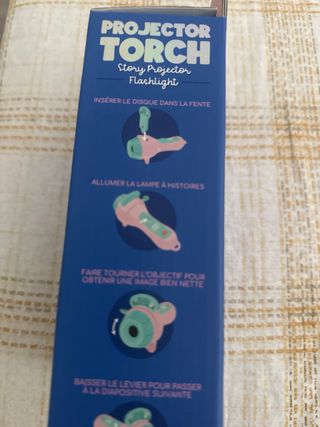 PROJECTOR
TORCH
Story Projector
Flashlight
INSÉRER LE DISQUE DANS LA FENTE
ALLUMER LA LAMPE À HISTOIRES
FAIRE TOURNER L'OBJECTIF POUR
OBTENIR UNE IMAGE BIEN NETTE
BAISSER LE LEVIER POUR PASSER
À LA DIAPOSITIVE SUIVANTE